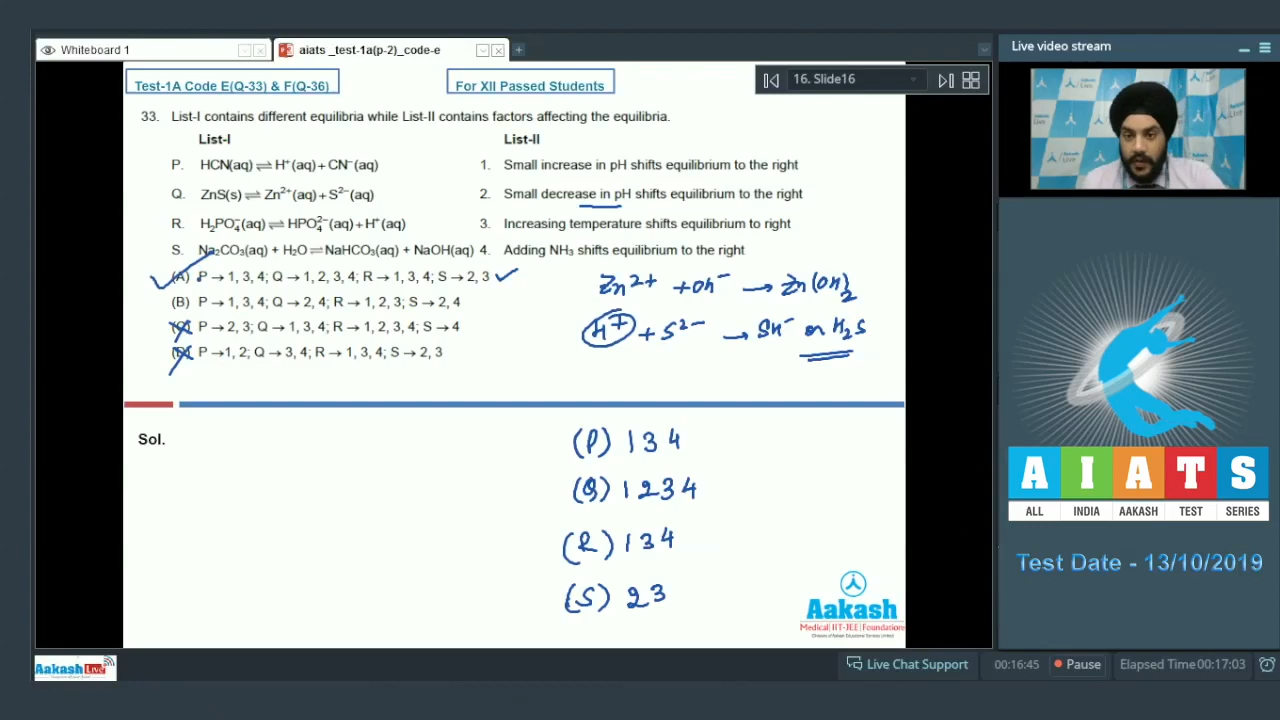 Whiteboard 1
aiats _test-1a(p-2)_code-e
Live video stream
Test-1A Code E(Q-33) & F(Q-36)
For XII Passed Students
16. Slide16
33. List-I contains different equilibria while List-II contains factors affecting the equilibria.
List-I List-II
P. HCN(aq) ⇌ H⁺(aq) + CN⁻(aq) 1. Small increase in pH shifts equilibrium to the right
Q. ZnS(s) ⇌ Zn²⁺(aq) + S²⁻(aq) 2. Small decrease in pH shifts equilibrium to the right
R. H₂PO₄⁻(aq) ⇌ HPO₄²⁻(aq) + H⁺(aq) 3. Increasing temperature shifts equilibrium to right
S. Na₂CO₃(aq) + H₂O ⇌ NaHCO₃(aq) + NaOH(aq) 4. Adding NH₃ shifts equilibrium to the right
(A) P → 1, 3, 4; Q → 1, 2, 3, 4; R → 1, 3, 4; S → 2, 3
(B) P → 1, 3, 4; Q → 2, 4; R → 1, 2, 3; S → 2, 4
(C) P → 2, 3; Q → 1, 3, 4; R → 1, 2, 3, 4; S → 4
(D) P →1, 2; Q → 3, 4; R → 1, 3, 4; S → 2, 3
Zn²⁺ + OH⁻ → Zn(OH)₂
H⁺ + S²⁻ → SH⁻ or H₂S
Sol.
(P) 1 3 4
(Q) 1 2 3 4
(R) 1 3 4
(S) 2 3
Aakash
Medical|IIT-JEE|Foundations
A I A T S
ALL INDIA AAKASH TEST SERIES
Test Date - 13/10/2019
Aakash Live
Live Chat Support
00:16:45
Pause
Elapsed Time 00:17:03